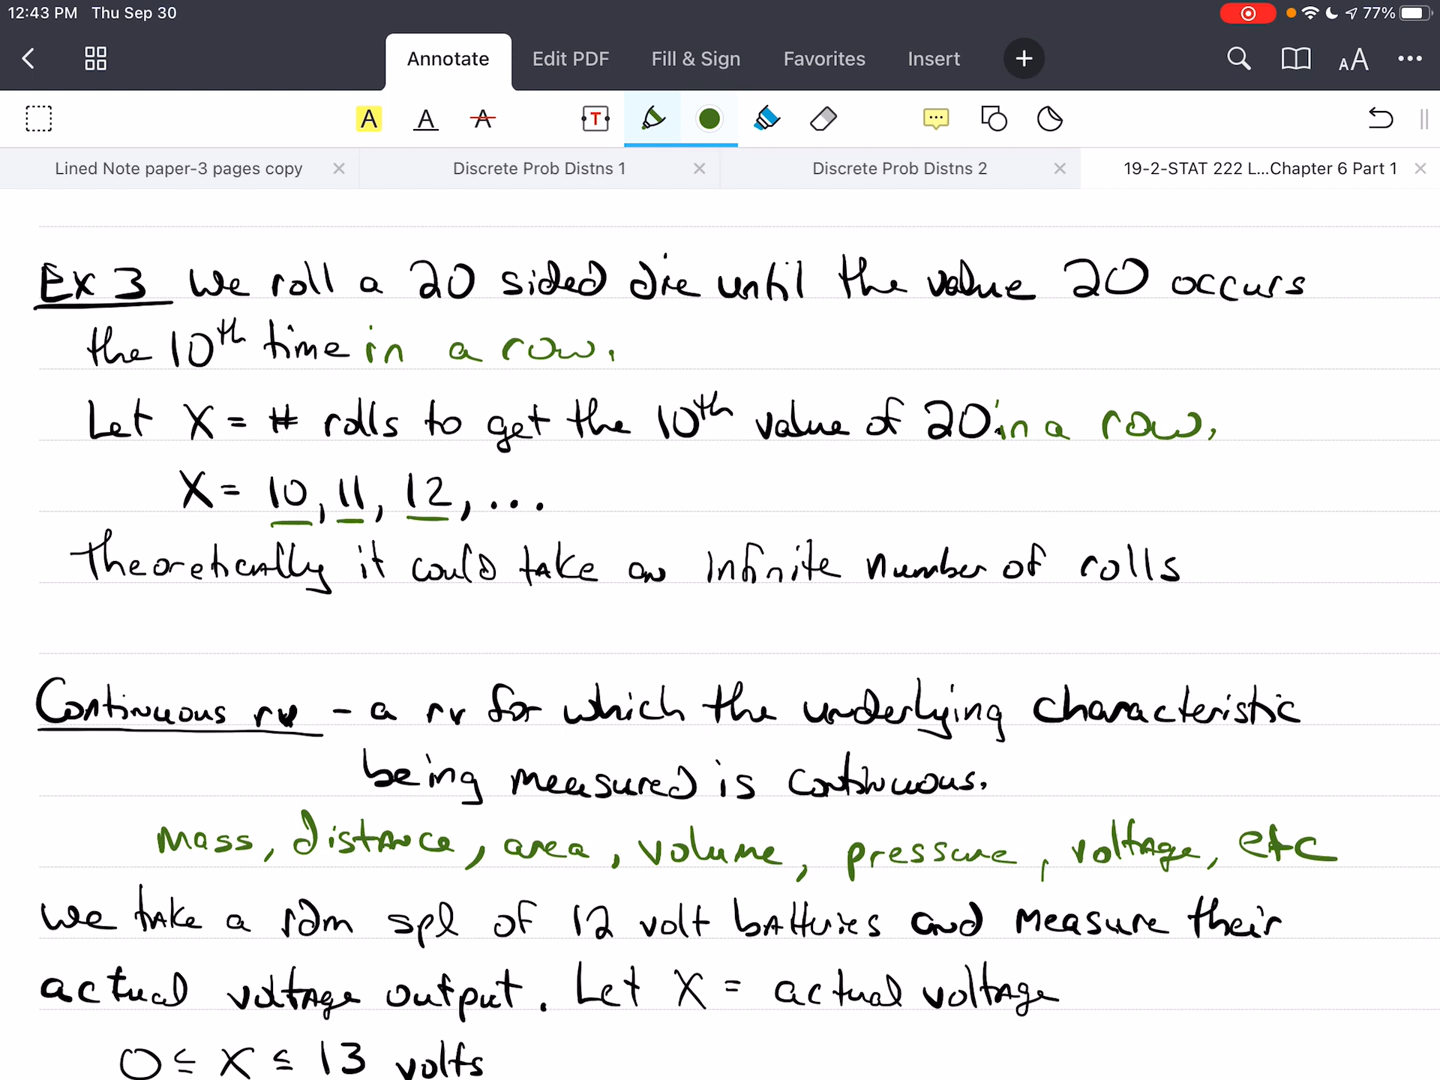 12:43 PM Thu Sep 30
77%
Annotate Edit PDF Fill & Sign Favorites Insert
AA
A A A T
Lined Note paper-3 pages copy Discrete Prob Distns 1 Discrete Prob Distns 2 19-2-STAT 222 L...Chapter 6 Part 1
Ex 3 We roll a 20 sided die until the value 20 occurs
the 10th time in a row.
Let X = # rolls to get the 10th value of 20 in a row.
X = 10, 11, 12, ...
Theoretically it could take an infinite number of rolls
Continuous rv - a rv for which the underlying characteristic
being measured is continuous.
mass, distance, area, volume, pressure, voltage, etc
We take a rdm spl of 12 volt batteries and measure their
actual voltage output. Let X = actual voltage
0 ≤ X ≤ 13 volts